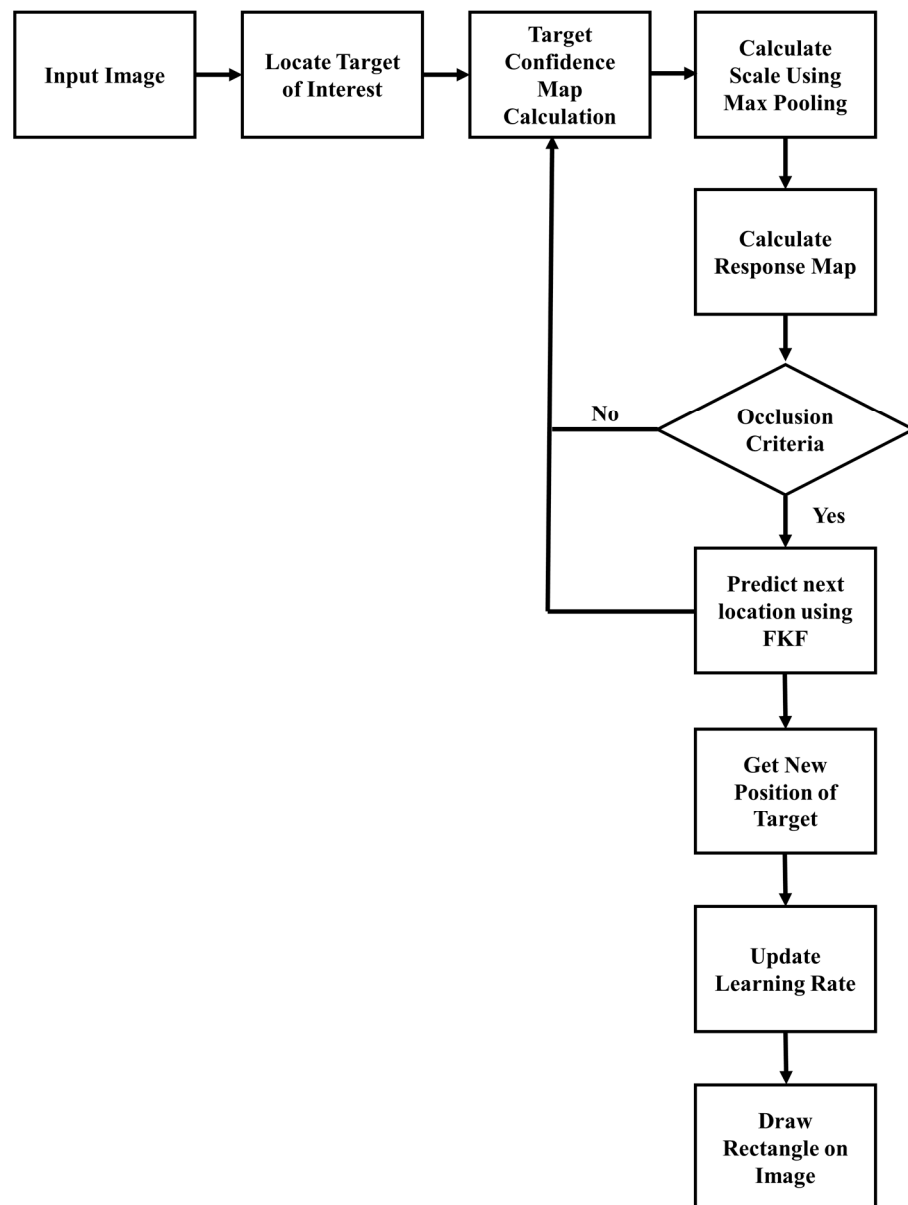 Input Image
Locate Target
of Interest
Target
Confidence
Map
Calculation
Calculate
Scale Using
Max Pooling
Calculate
Response Map
Occlusion
Criteria
No
Yes
Predict next
location using
FKF
Get New
Position of
Target
Update
Learning Rate
Draw
Rectangle on
Image